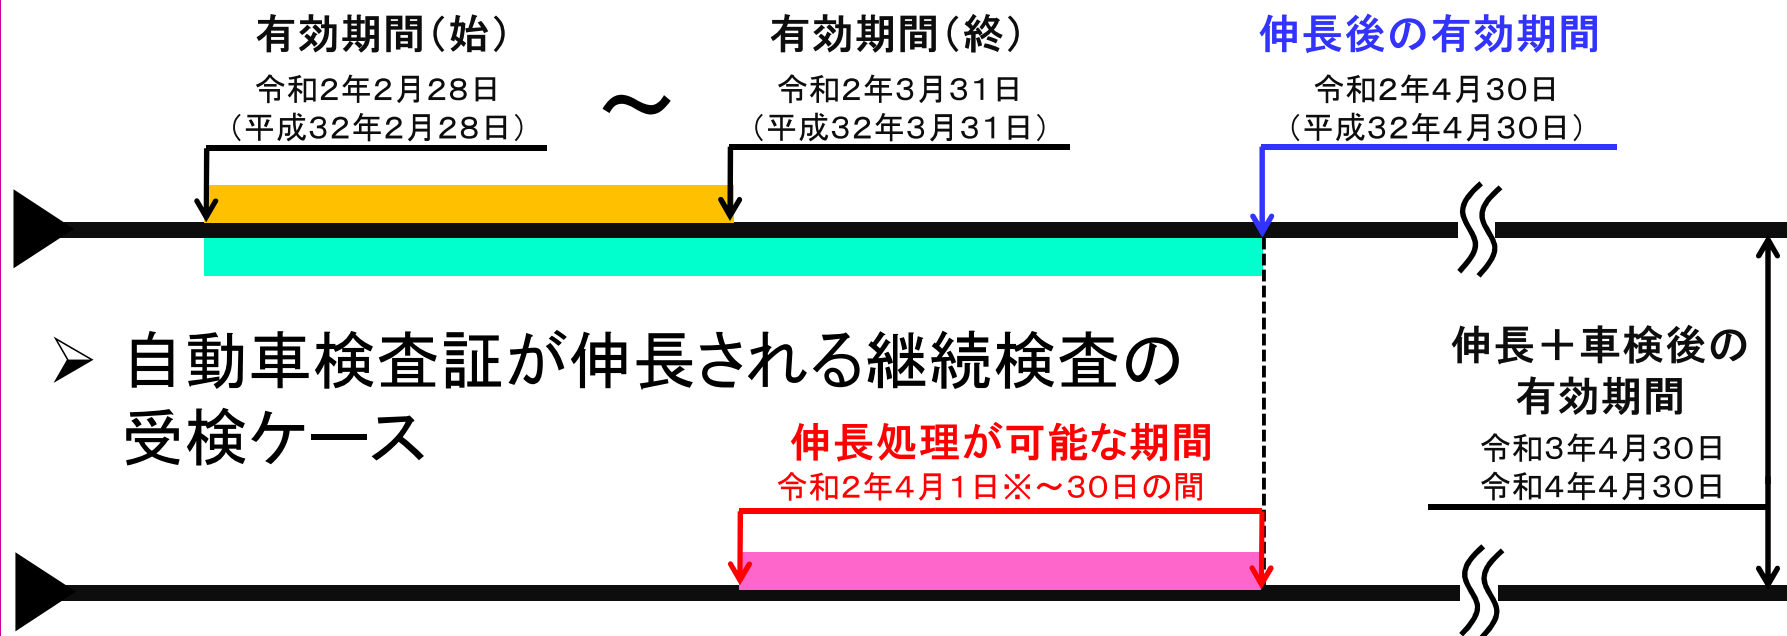 有効期間(始)
令和2年2月28日
(平成32年2月28日)
～
有効期間(終)
令和2年3月31日
(平成32年3月31日)
伸長後の有効期間
令和2年4月30日
(平成32年4月30日)
➢ 自動車検査証が伸長される継続検査の
受検ケース
伸長処理が可能な期間
令和2年4月1日※～30日の間
伸長＋車検後の
有効期間
令和3年4月30日
令和4年4月30日